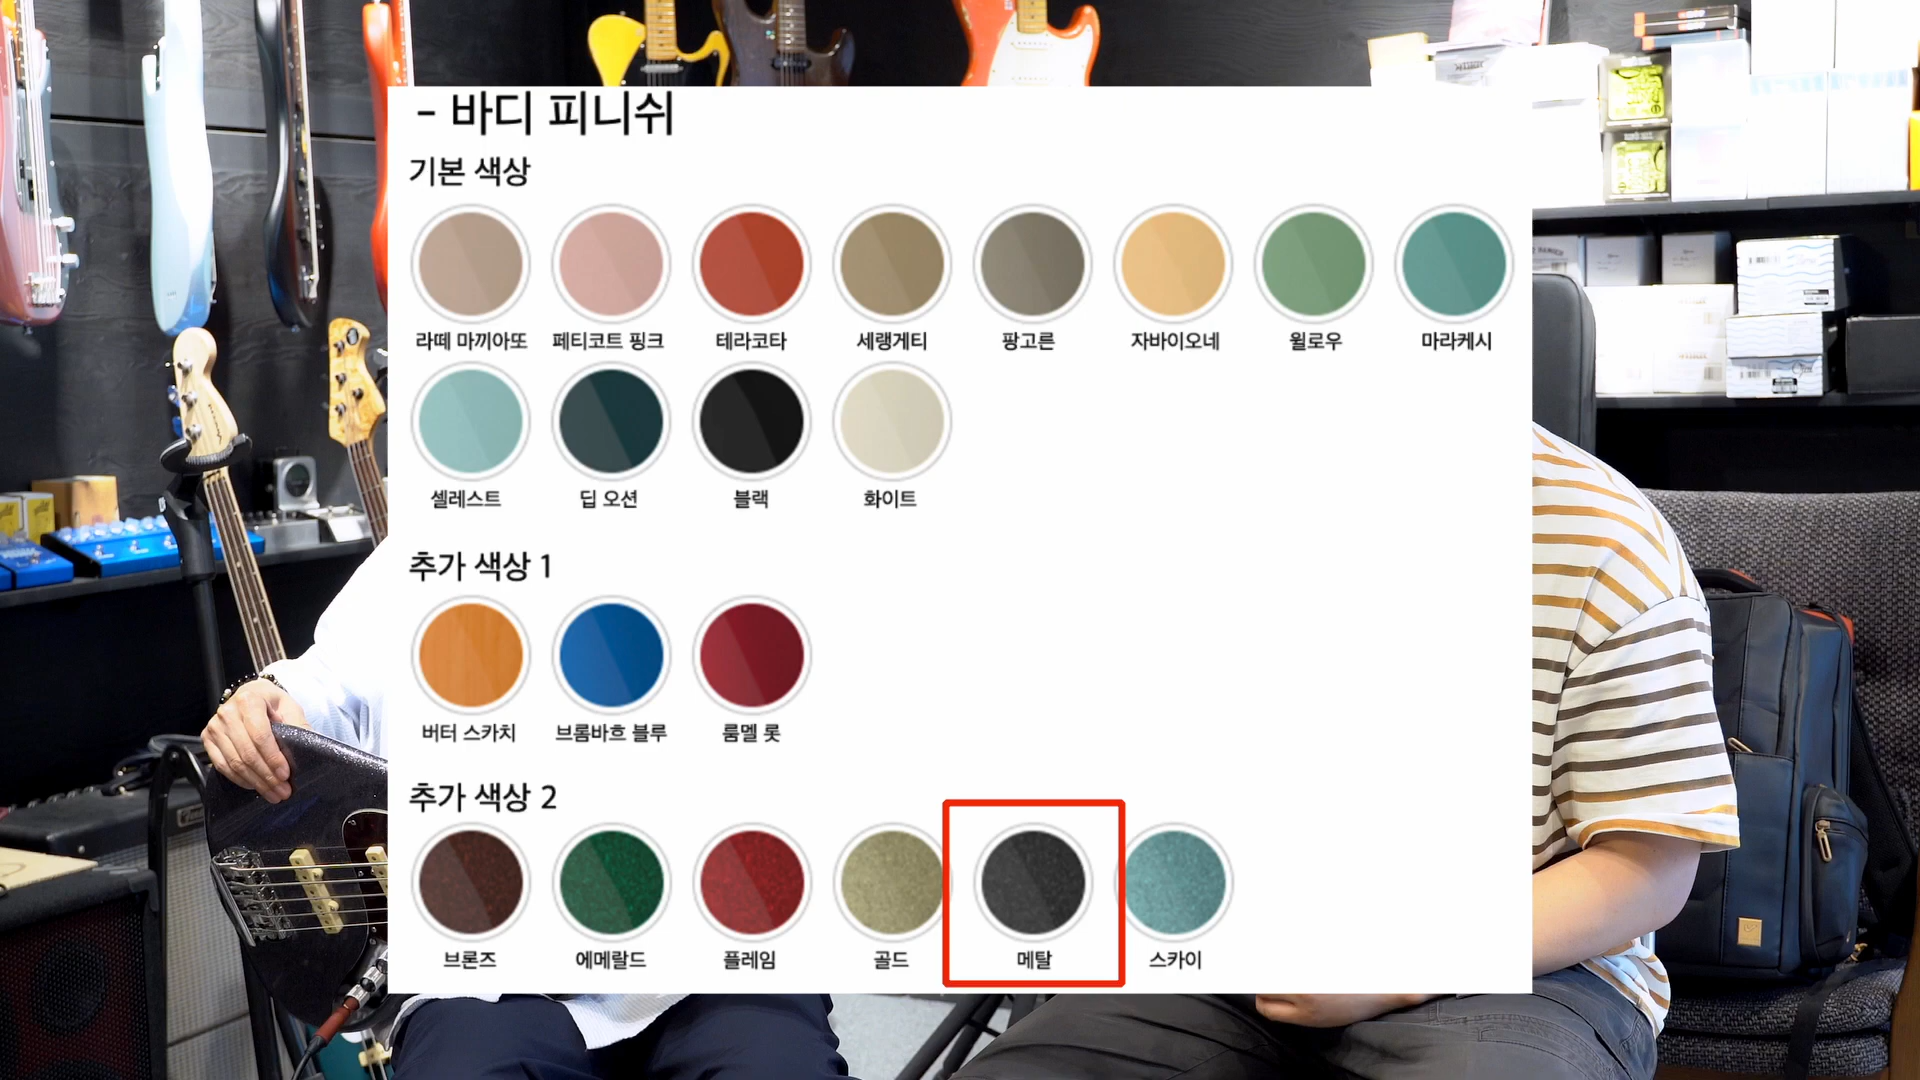 - 바디 피니쉬
기본 색상
라떼 마끼아또 페티코트 핑크 테라코타 세렝게티 팡고른 자바이오네 윌로우 마라케시
셀레스트 딥 오션 블랙 화이트
추가 색상 1
버터 스카치 브롬바흐 블루 룸멜 롯
추가 색상 2
브론즈 에메랄드 플레임 골드 메탈 스카이